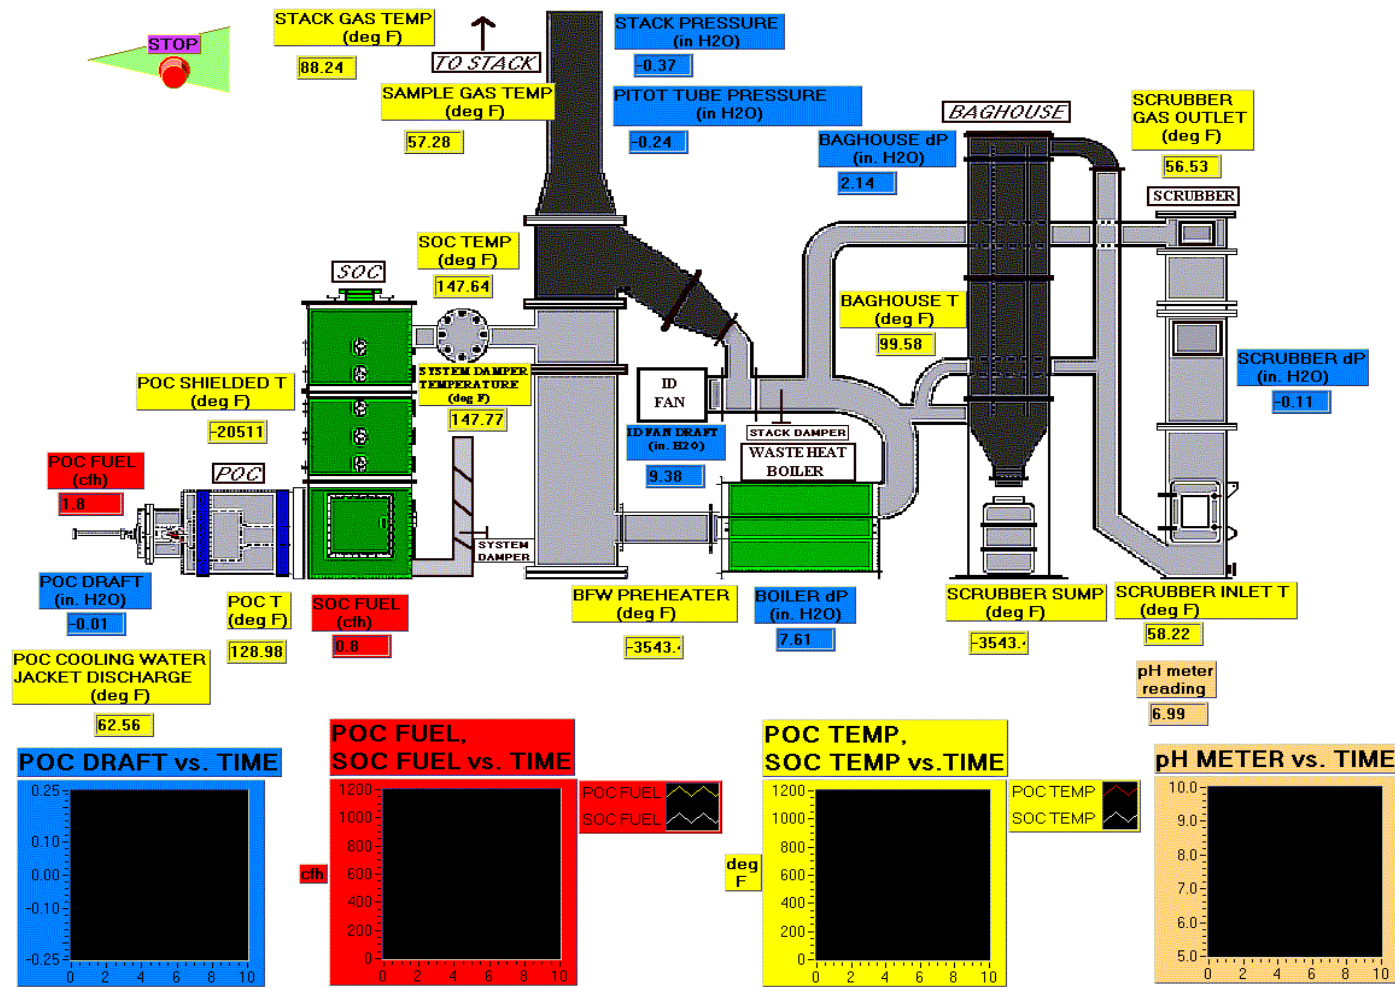 STOP
STACK GAS TEMP
(deg F)
88.24
TO STACK
SAMPLE GAS TEMP
(deg F)
57.28
STACK PRESSURE
(in H2O)
-0.37
PITOT TUBE PRESSURE
(in H2O)
-0.24
BAGHOUSE dP
(in. H2O)
2.14
BAGHOUSE
SCRUBBER
GAS OUTLET
(deg F)
56.53
SCRUBBER
SOC
SOC TEMP
(deg F)
147.64
BAGHOUSE T
(deg F)
99.58
SCRUBBER dP
(in. H2O)
-0.11
POC SHIELDED T
(deg F)
-20511
SYSTEM DAMPER
TEMPERATURE
(deg F)
147.77
ID
FAN
ID FAN DRAFT
(in. H2O)
9.38
STACK DAMPER
WASTE HEAT
BOILER
POC FUEL
(cfh)
1.8
POC
SYSTEM
DAMPER
POC DRAFT
(in. H2O)
-0.01
POC T
(deg F)
128.98
SOC FUEL
(cfh)
0.8
BFW PREHEATER
(deg F)
-3543.
BOILER dP
(in. H2O)
7.61
SCRUBBER SUMP
(deg F)
-3543.
SCRUBBER INLET T
(deg F)
58.22
POC COOLING WATER
JACKET DISCHARGE
(deg F)
62.56
pH meter
reading
6.99
POC DRAFT vs. TIME
0.25
0.10
0.00
-0.10
-0.25
0 2 4 6 8 10
POC FUEL,
SOC FUEL vs. TIME
cfh
1200
1000
800
600
400
200
0
0 2 4 6 8 10
POC FUEL
SOC FUEL
POC TEMP,
SOC TEMP vs.TIME
deg
F
1200
1000
800
600
400
200
0
0 2 4 6 8 10
POC TEMP
SOC TEMP
pH METER vs. TIME
10.0
9.0
8.0
7.0
6.0
5.0
0 2 4 6 8 10